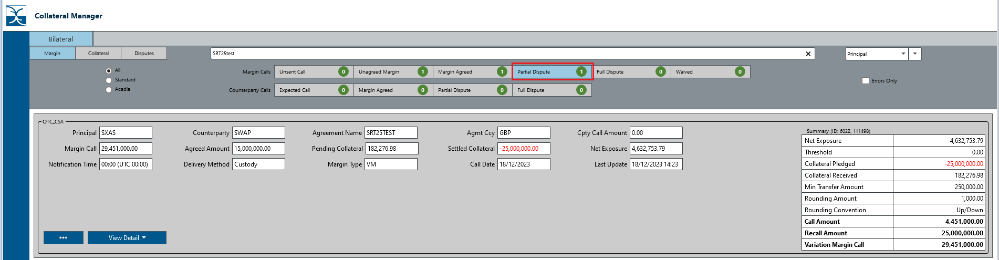 Collateral Manager
Bilateral
Margin Collateral Disputes SRT25test Principal
All
Standard
Acadia
Margin Calls Unsent Call 0 Unagreed Margin 1 Margin Agreed 1 Partial Dispute 1 Full Dispute 0 Waived 0
Errors Only
Counterparty Calls Expected Call 0 Margin Agreed 0 Partial Dispute 0 Full Dispute 0
OTC_CSA
Principal SXAS Counterparty SWAP Agreement Name SRT25TEST Agmt Ccy GBP Cpty Call Amount 0.00
Margin Call 29,451,000.00 Agreed Amount 15,000,000.00 Pending Collateral 182,276.98 Settled Collateral -25,000,000.00 Net Exposure 4,632,753.79
Notification Time 00:00 (UTC 00:00) Delivery Method Custody Margin Type VM Call Date 18/12/2023 Last Update 18/12/2023 14:23
Summary (ID: 6022, 111498)
Net Exposure 4,632,753.79
Threshold 0.00
Collateral Pledged -25,000,000.00
Collateral Received 182,276.98
Min Transfer Amount 250,000.00
Rounding Amount 1,000.00
Rounding Convention Up/Down
Call Amount 4,451,000.00
Recall Amount 25,000,000.00
Variation Margin Call 29,451,000.00
••• View Detail